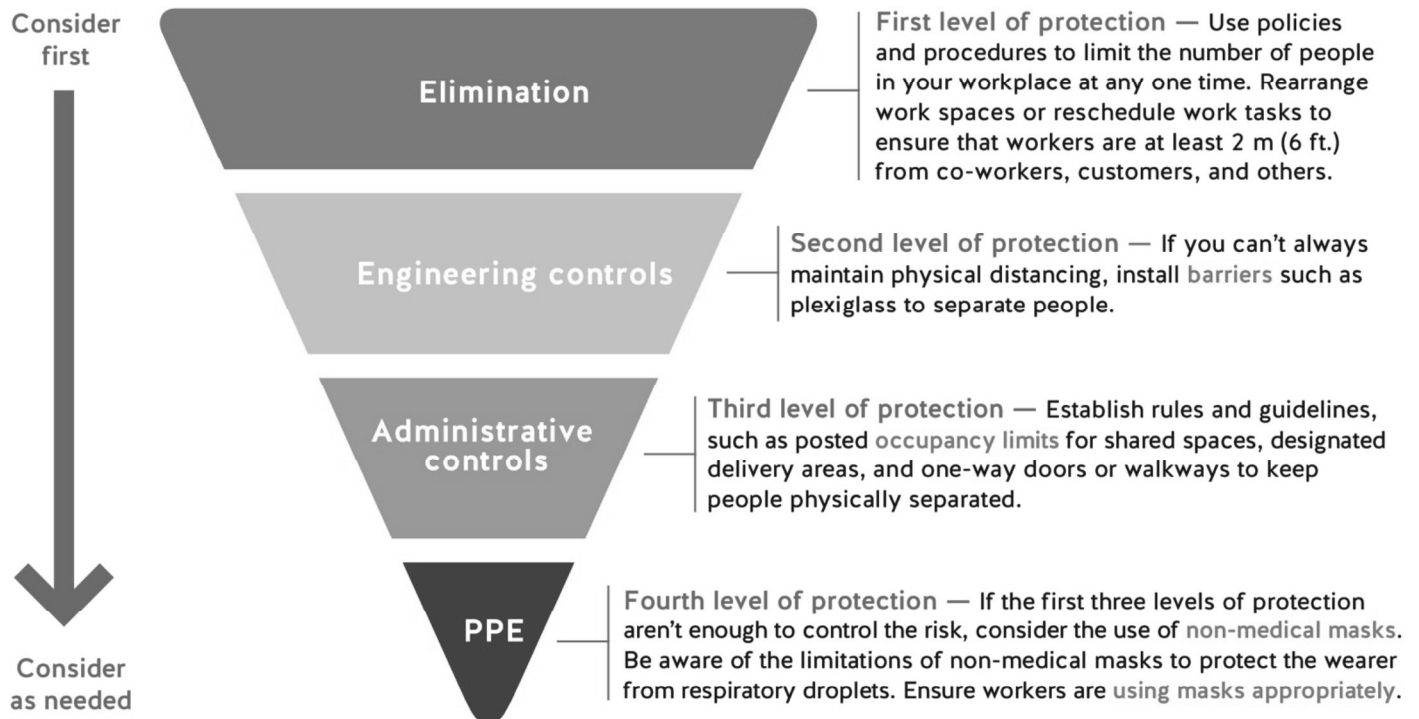 Consider
first
Elimination
First level of protection — Use policies
and procedures to limit the number of people
in your workplace at any one time. Rearrange
work spaces or reschedule work tasks to
ensure that workers are at least 2 m (6 ft.)
from co-workers, customers, and others.
Engineering controls
Second level of protection — If you can't always
maintain physical distancing, install barriers such as
plexiglass to separate people.
Administrative
controls
Third level of protection — Establish rules and guidelines,
such as posted occupancy limits for shared spaces, designated
delivery areas, and one-way doors or walkways to keep
people physically separated.
PPE
Fourth level of protection — If the first three levels of protection
aren't enough to control the risk, consider the use of non-medical masks.
Be aware of the limitations of non-medical masks to protect the wearer
from respiratory droplets. Ensure workers are using masks appropriately.
Consider
as needed